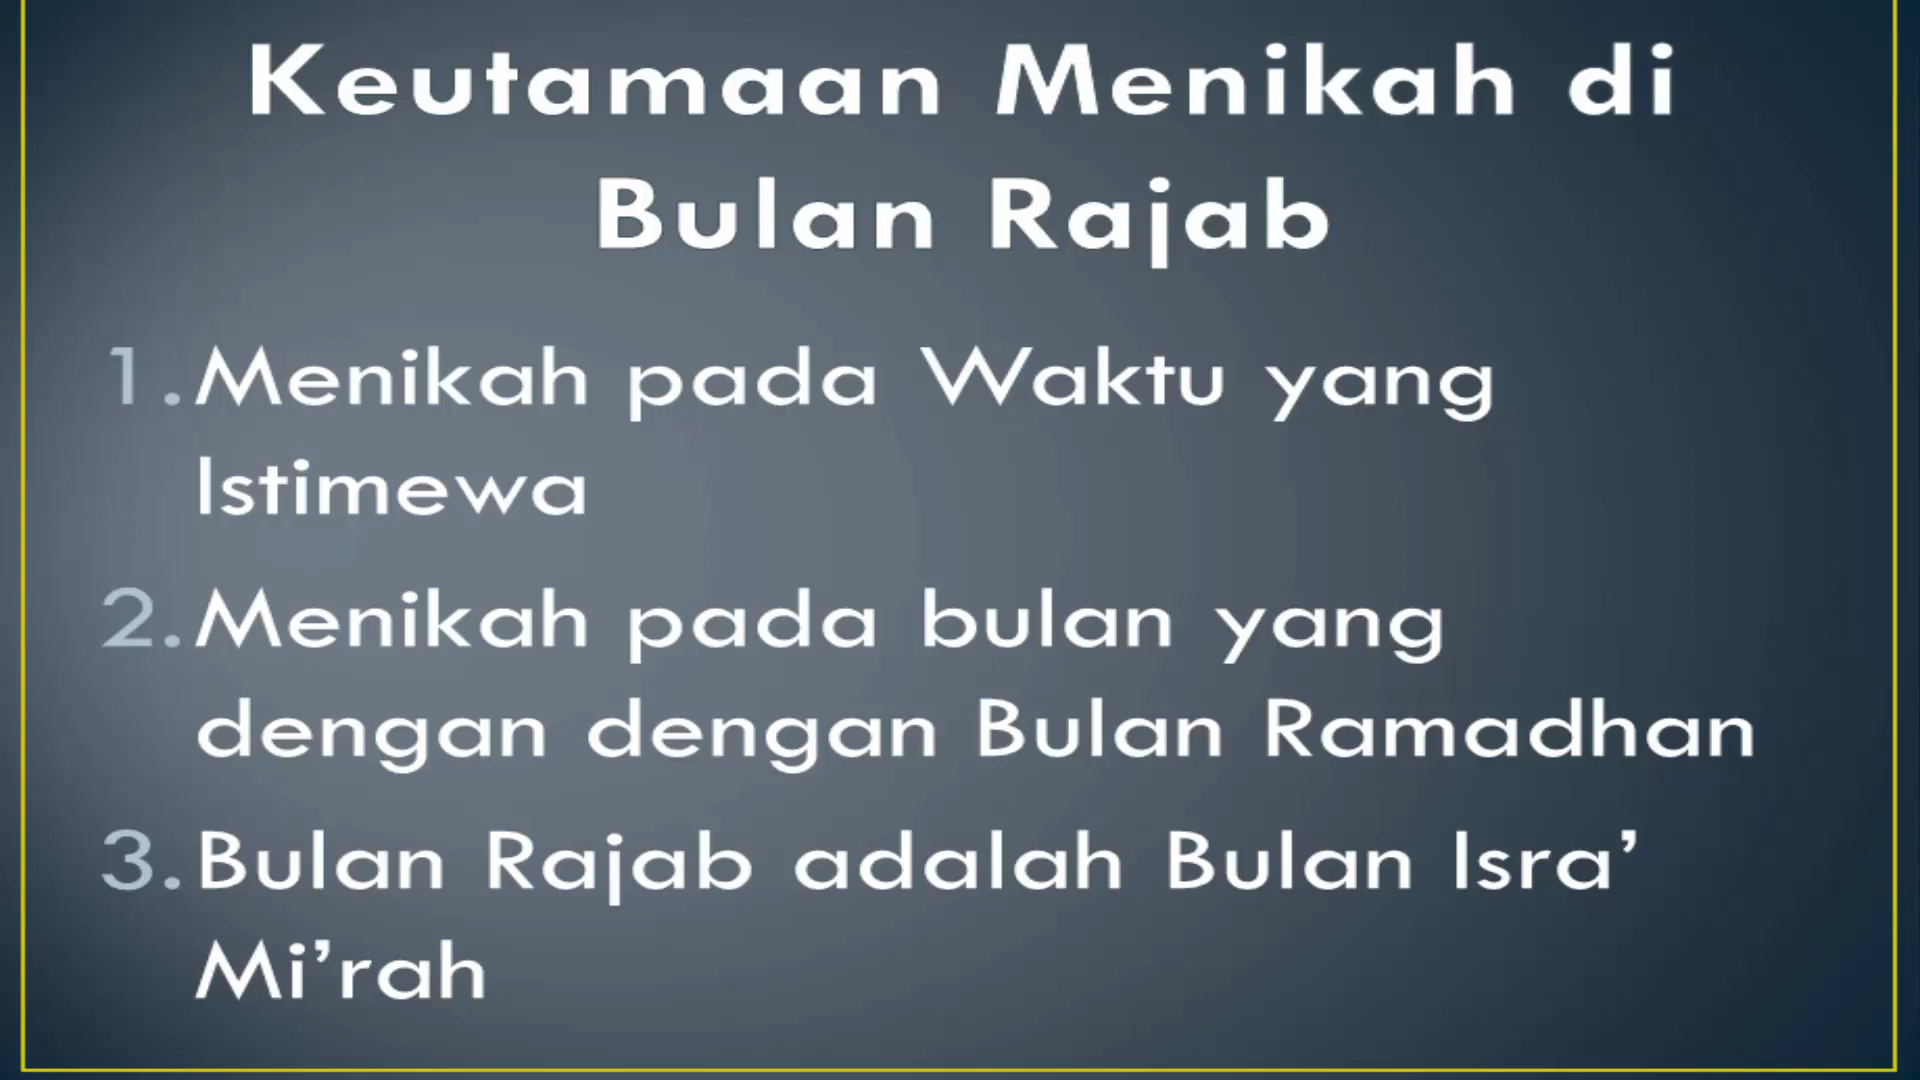 Keutamaan Menikah di
Bulan Rajab
1. Menikah pada Waktu yang
Istimewa
2. Menikah pada bulan yang
dengan dengan Bulan Ramadhan
3. Bulan Rajab adalah Bulan Isra’
Mi’rah